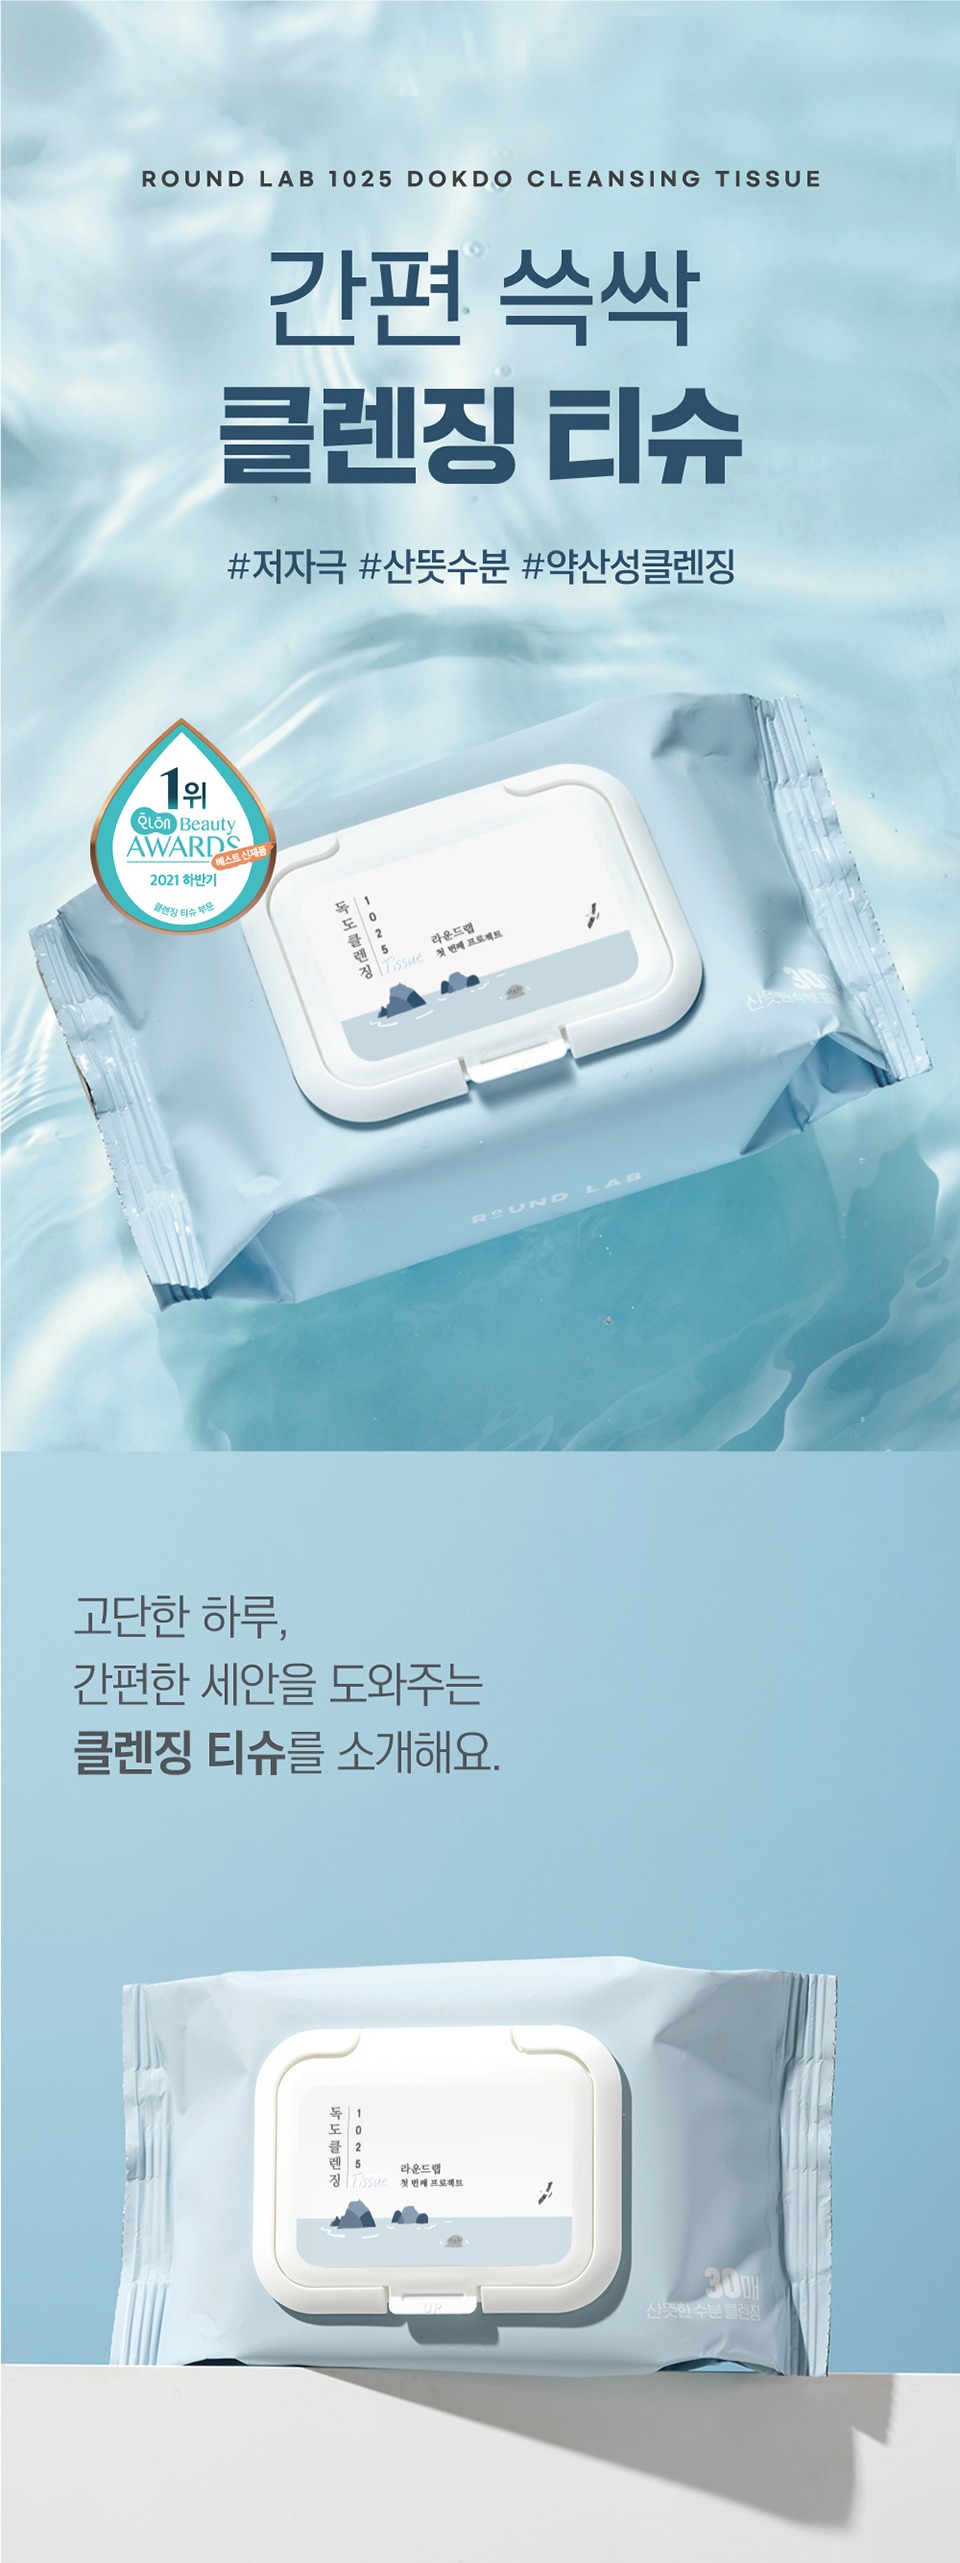 ROUND LAB 1025 DOKDO CLEANSING TISSUE
간편 쓱싹
클렌징 티슈
#저자극 #산뜻수분 #약산성클렌징
1위
Beauty
AWARDS
베스트 신제품
2021 하반기
클렌징 티슈 부문
독도클렌징
1025
Tissue
라운드랩
첫 번째 프로젝트
30
산뜻한 수분
ROUND LAB
고단한 하루,
간편한 세안을 도와주는
클렌징 티슈를 소개해요.
독도클렌징
1025
Tissue
라운드랩
첫 번째 프로젝트
UP
30매
산뜻한 수분 클렌징